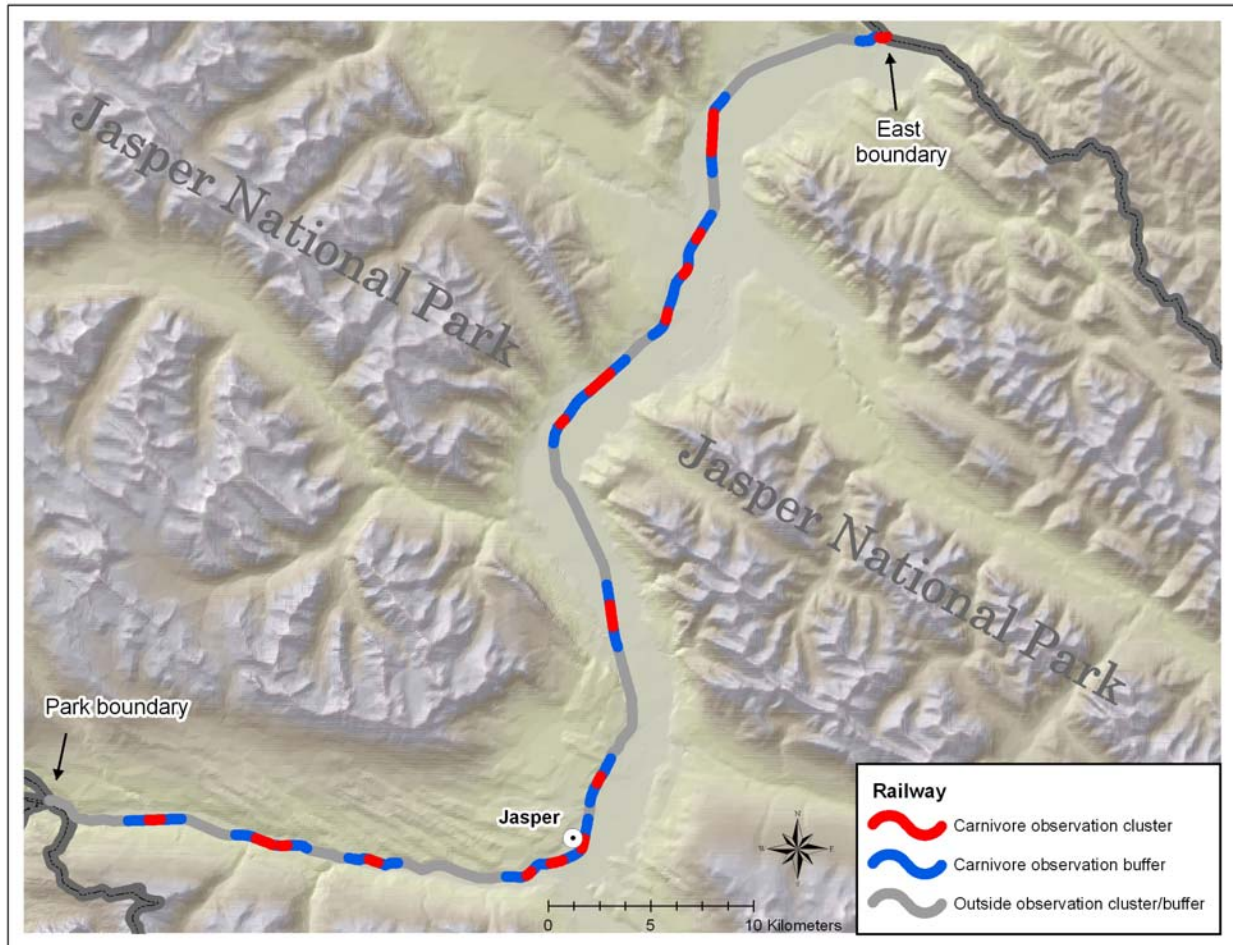 East
boundary
Jasper National Park
Jasper National Park
Park boundary
Jasper
N
W E
S
0 5 10 Kilometers
Railway
Carnivore observation cluster
Carnivore observation buffer
Outside observation cluster/buffer